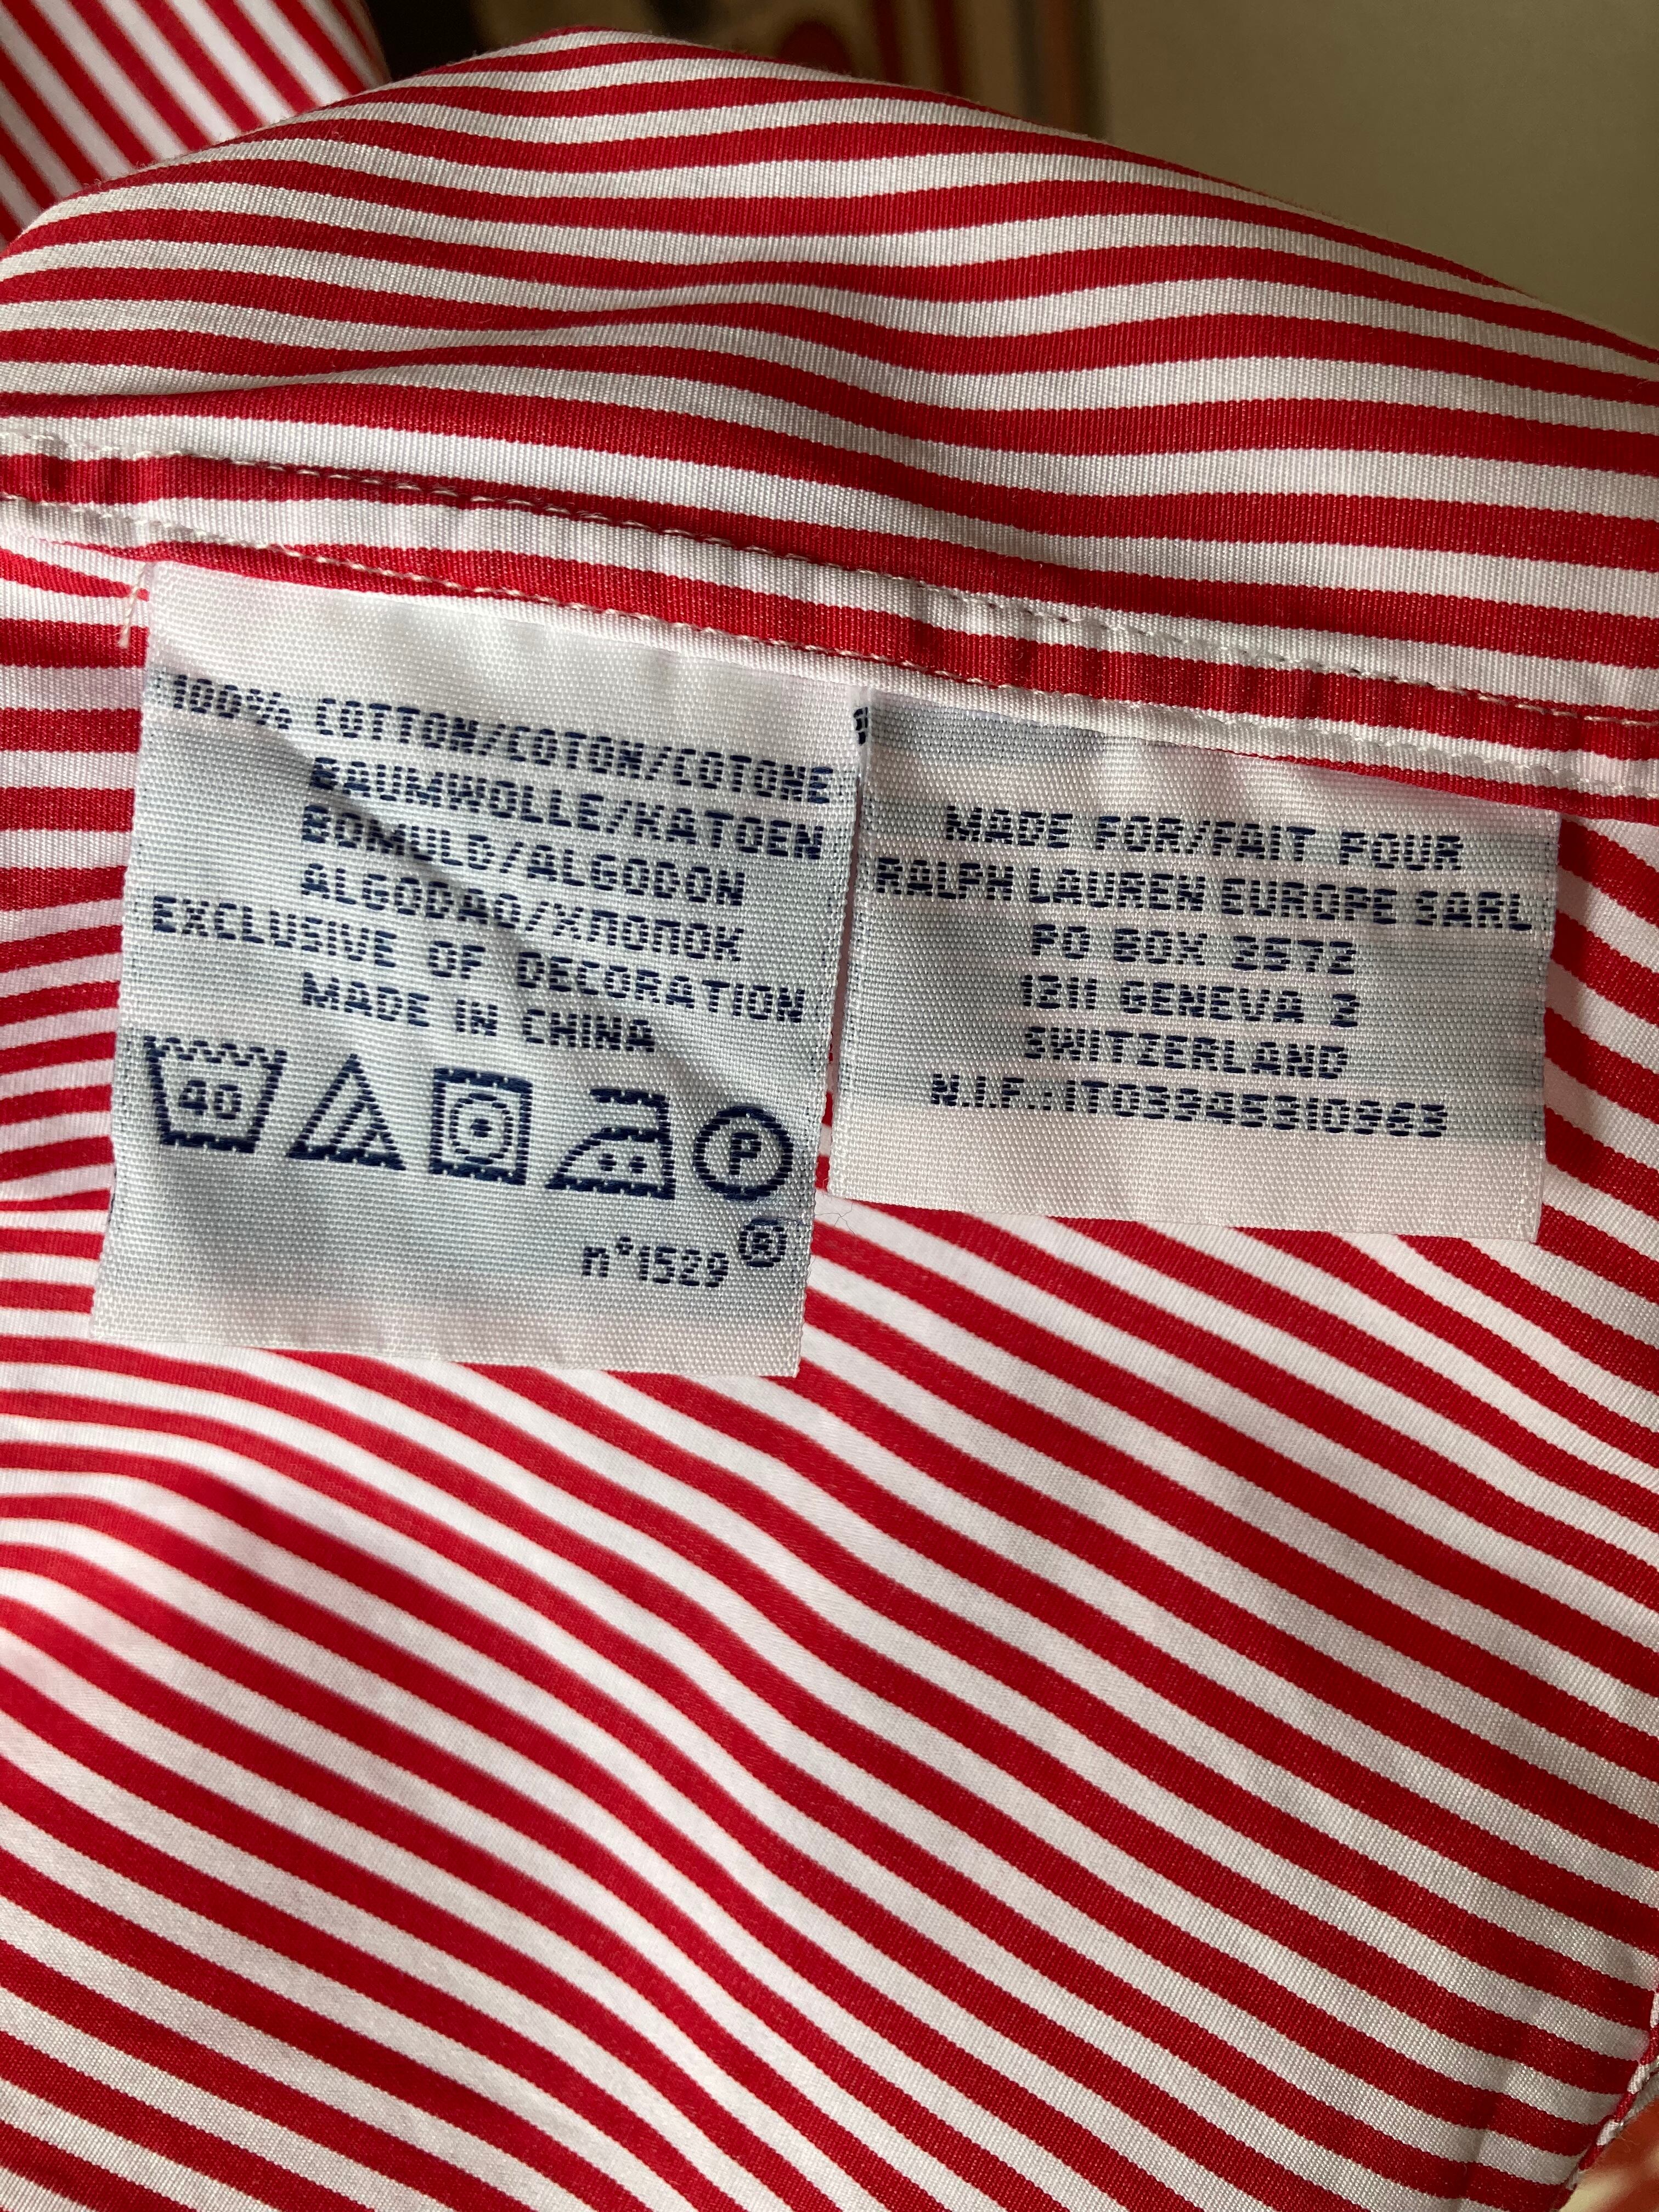 100% COTTON/COTON/COTONE
BAUMWOLLE/KATOEN
BOMULD/ALGODON
ALGODAO/ХЛОПОК
EXCLUSIVE OF DECORATION
MADE IN CHINA
40
P
n°1529 ®
MADE FOR/FAIT POUR
RALPH LAUREN EUROPE SARL
PO BOX 2572
1211 GENEVA 2
SWITZERLAND
N.I.F.: IT03945310963